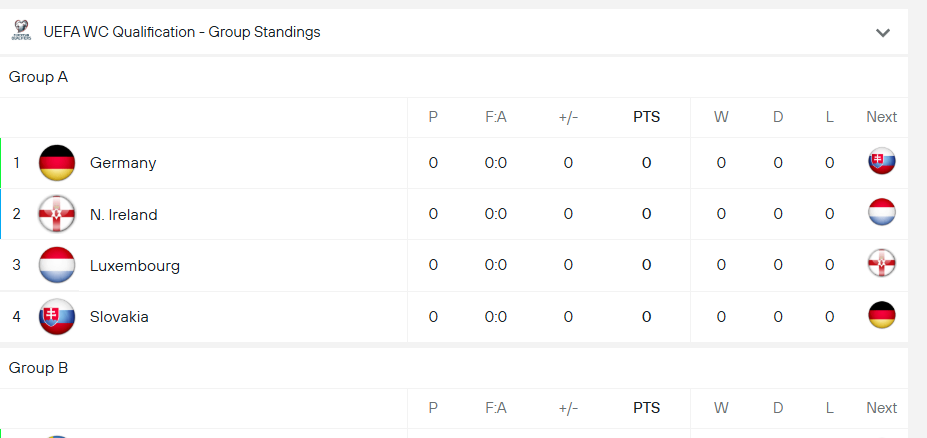 UEFA WC Qualification - Group Standings
Group A
P F:A +/- PTS W D L Next
1 Germany 0 0:0 0 0 0 0 0
2 N. Ireland 0 0:0 0 0 0 0 0
3 Luxembourg 0 0:0 0 0 0 0 0
4 Slovakia 0 0:0 0 0 0 0 0
Group B
P F:A +/- PTS W D L Next